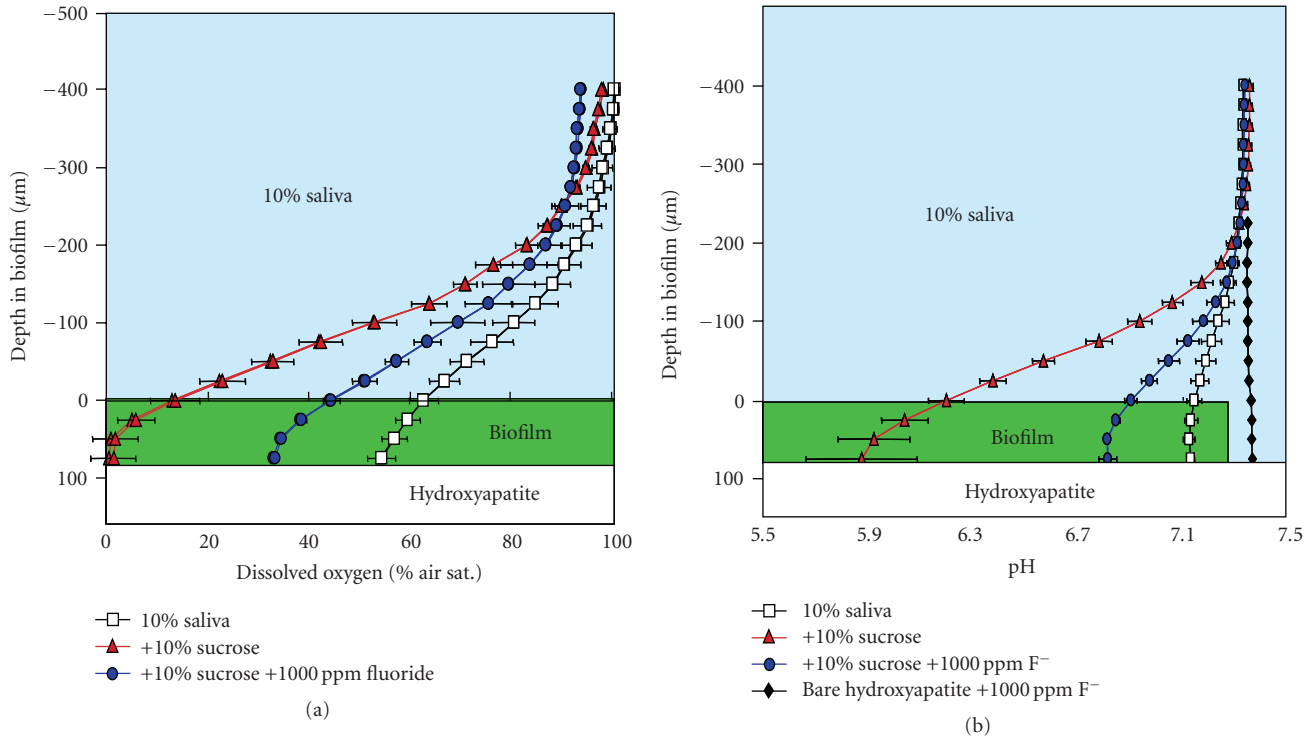 −500
−400
−300
−200
−100
0
100
Depth in biofilm (μm)
10% saliva
Biofilm
Hydroxyapatite
0 20 40 60 80 100
Dissolved oxygen (% air sat.)
10% saliva
+10% sucrose
+10% sucrose +1000 ppm fluoride
(a)
−400
−300
−200
−100
0
100
Depth in biofilm (μm)
10% saliva
Biofilm
Hydroxyapatite
5.5 5.9 6.3 6.7 7.1 7.5
pH
10% saliva
+10% sucrose
+10% sucrose +1000 ppm F−
Bare hydroxyapatite +1000 ppm F−
(b)